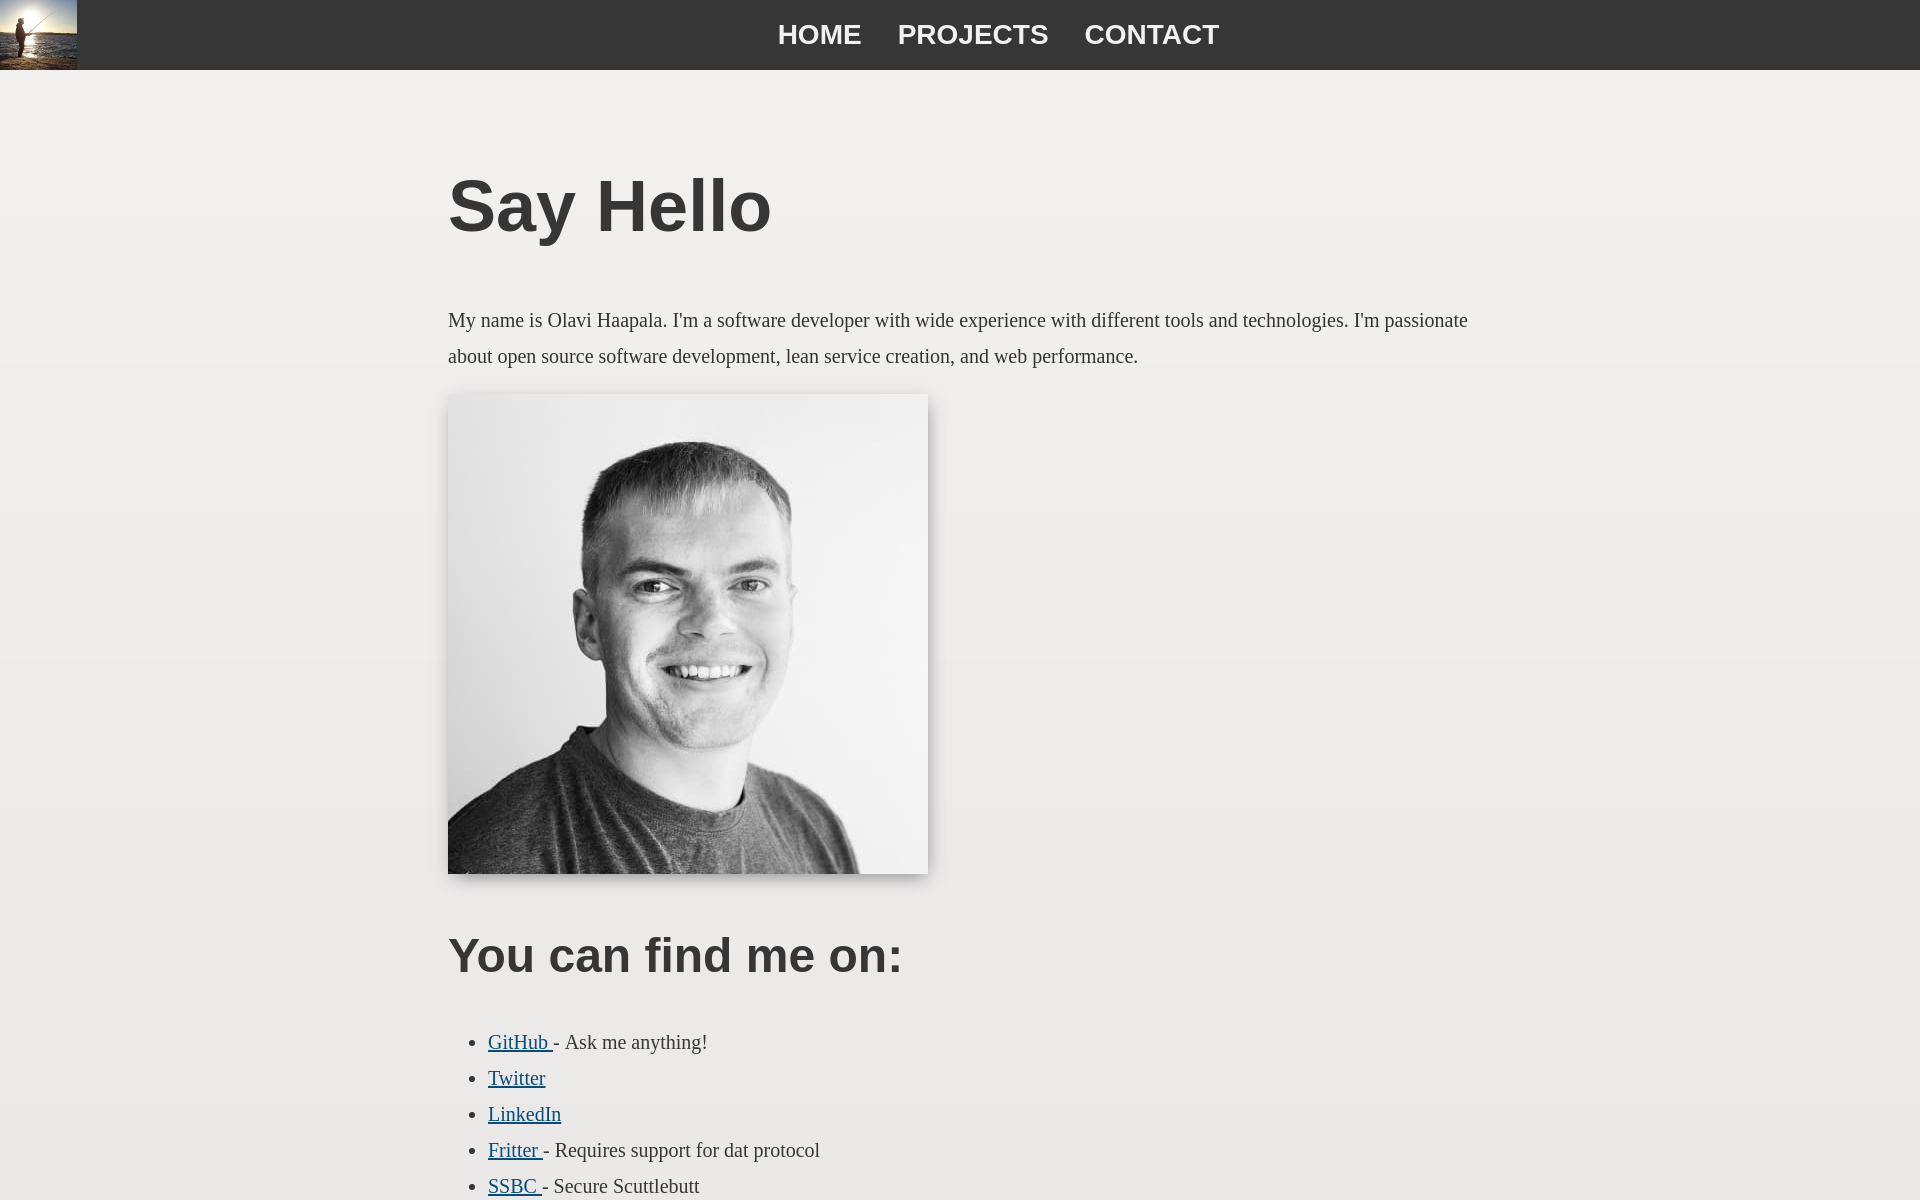 HOME PROJECTS CONTACT
Say Hello
My name is Olavi Haapala. I'm a software developer with wide experience with different tools and technologies. I'm passionate
about open source software development, lean service creation, and web performance.
You can find me on:
GitHub - Ask me anything!
Twitter
LinkedIn
Fritter - Requires support for dat protocol
SSBC - Secure Scuttlebutt